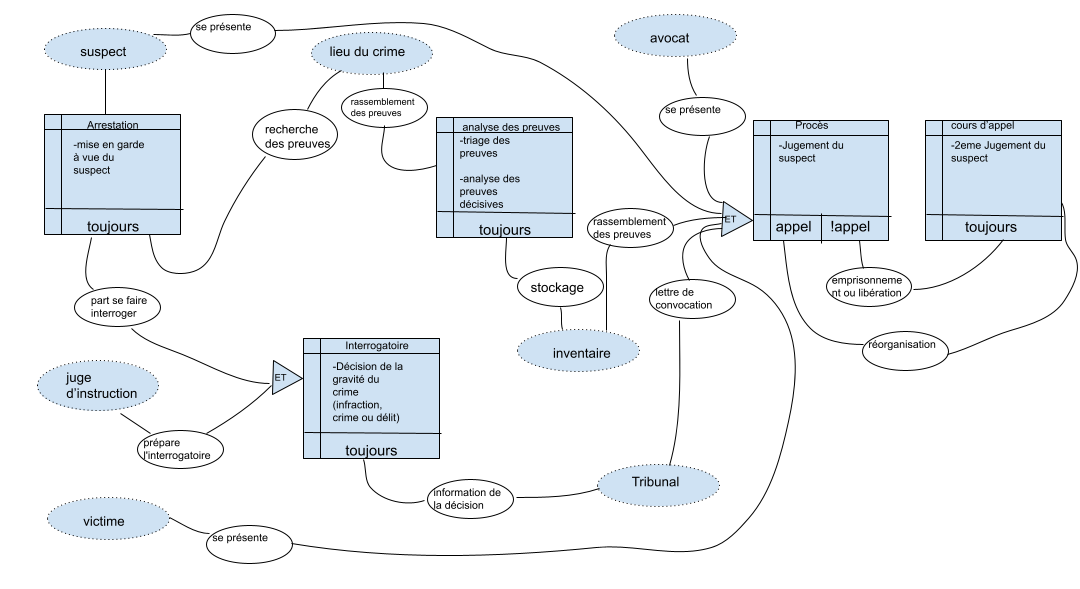 se présente
suspect
lieu du crime
avocat
Arrestation
-mise en garde
à vue du
suspect
toujours
recherche
des preuves
rassemblement
des preuves
analyse des preuves
-triage des
preuves
-analyse des
preuves
décisives
toujours
se présente
Procès
-Jugement du
suspect
appel
!appel
cours d'appel
-2eme Jugement du
suspect
toujours
ET
rassemblement
des preuves
stockage
lettre de
convocation
emprisonneme
nt ou libération
réorganisation
inventaire
part se faire
interroger
juge
d'instruction
ET
Interrogatoire
-Décision de la
gravité du
crime
(infraction,
crime ou délit)
toujours
prépare
l'interrogatoire
information de
la décision
Tribunal
victime
se présente